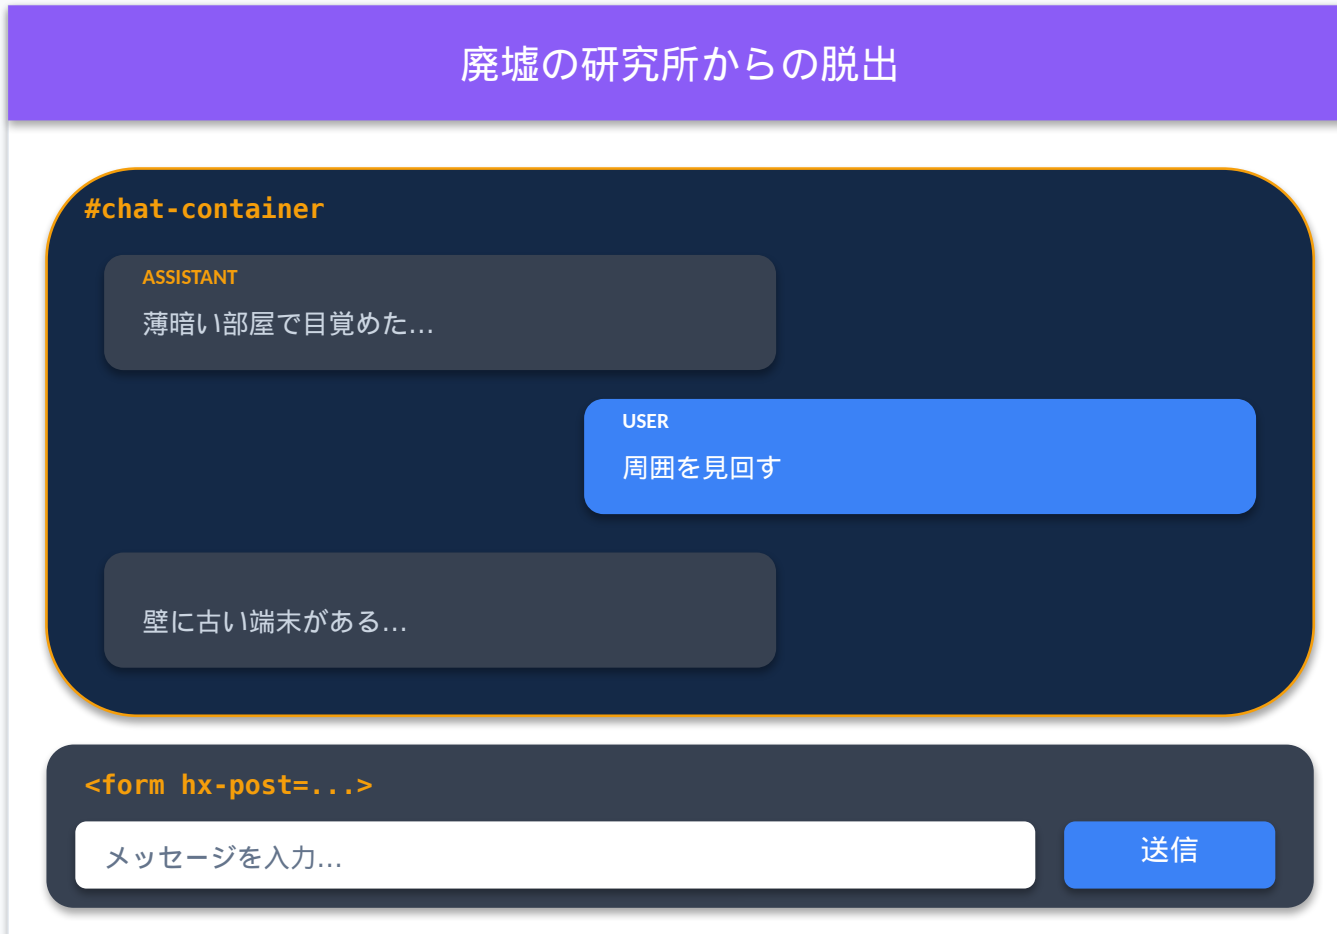 廃墟の研究所からの脱出
#chat-container
ASSISTANT
薄暗い部屋で目覚めた...
USER
周囲を見回す
壁に古い端末がある...
<form hx-post=...>
メッセージを入力...
送信